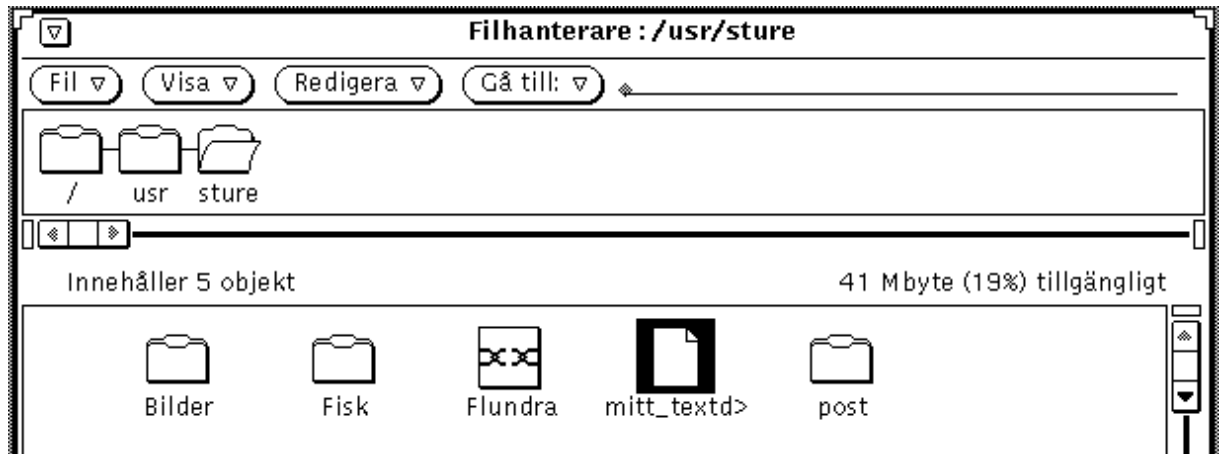 Filhanterare : /usr/sture
Fil Visa Redigera Gå till:
/ usr sture
Innehåller 5 objekt 41 Mbyte (19%) tillgängligt
Bilder Fisk Flundra mitt_textd> post